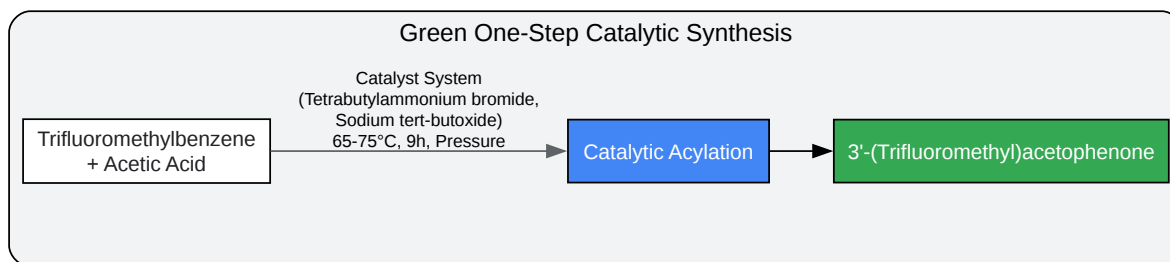 Green One-Step Catalytic Synthesis
Catalyst System
(Tetrabutylammonium bromide,
Sodium tert-butoxide)
65-75°C, 9h, Pressure
Trifluoromethylbenzene
+ Acetic Acid
Catalytic Acylation
3'-(Trifluoromethyl)acetophenone